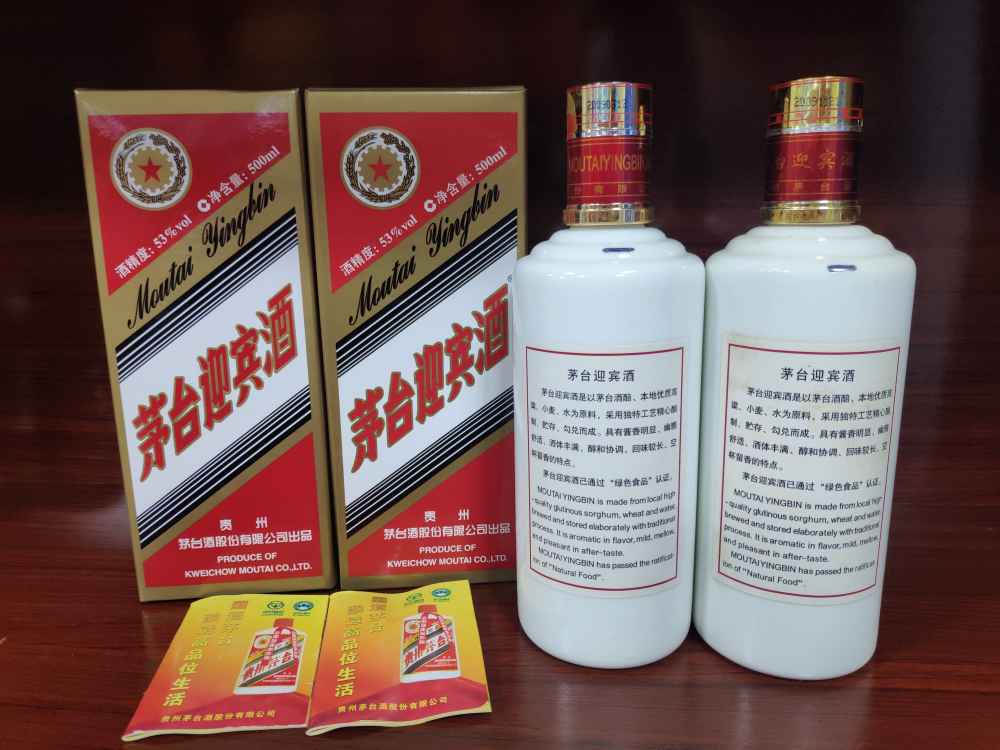 酒精度：53%vol 净含量：500ml
Moutai Yingbin
茅台迎宾酒
贵州
茅台酒股份有限公司出品
PRODUCE OF
KWEICHOW MOUTAI CO.,LTD.
酒精度：53%vol 净含量：500ml
Moutai Yingbin
茅台迎宾酒
贵州
茅台酒股份有限公司出品
PRODUCE OF
KWEICHOW MOUTAI CO.,LTD.
MOUTAIYINGBIN
茅台迎宾酒
茅台迎宾酒是以茅台酒醅、本地优质高
粱、小麦、水为原料，采用独特工艺精心酿
制、贮存、勾兑而成。具有酱香明显、幽雅
舒适、酒体丰满、醇和协调、回味较长、空
杯留香的特点。
茅台迎宾酒已通过“绿色食品”认证。
MOUTAI YINGBIN is made from local high
-quality glutinous sorghum, wheat and water,
brewed and stored elaborately with traditional
process. It is aromatic in flavor, mild, mellow,
and pleasant in after-taste.
MOUTAI YINGBIN has passed the ratificat-
ion of "Natural Food".
台迎宾酒
茅台迎宾酒
茅台迎宾酒是以茅台酒醅、本地优质高
粱、小麦、水为原料，采用独特工艺精心酿
制、贮存、勾兑而成。具有酱香明显、幽雅
舒适、酒体丰满、醇和协调、回味较长、空
杯留香的特点。
茅台迎宾酒已通过“绿色食品”认证。
MOUTAI YINGBIN is made from local high
-quality glutinous sorghum, wheat and water,
brewed and stored elaborately with traditional
process. It is aromatic in flavor, mild, mellow,
and pleasant in after-taste.
MOUTAI YINGBIN has passed the ratificat-
ion of "Natural Food".
高品位生活
贵州茅台酒股份有限公司
高品位生活
贵州茅台酒股份有限公司